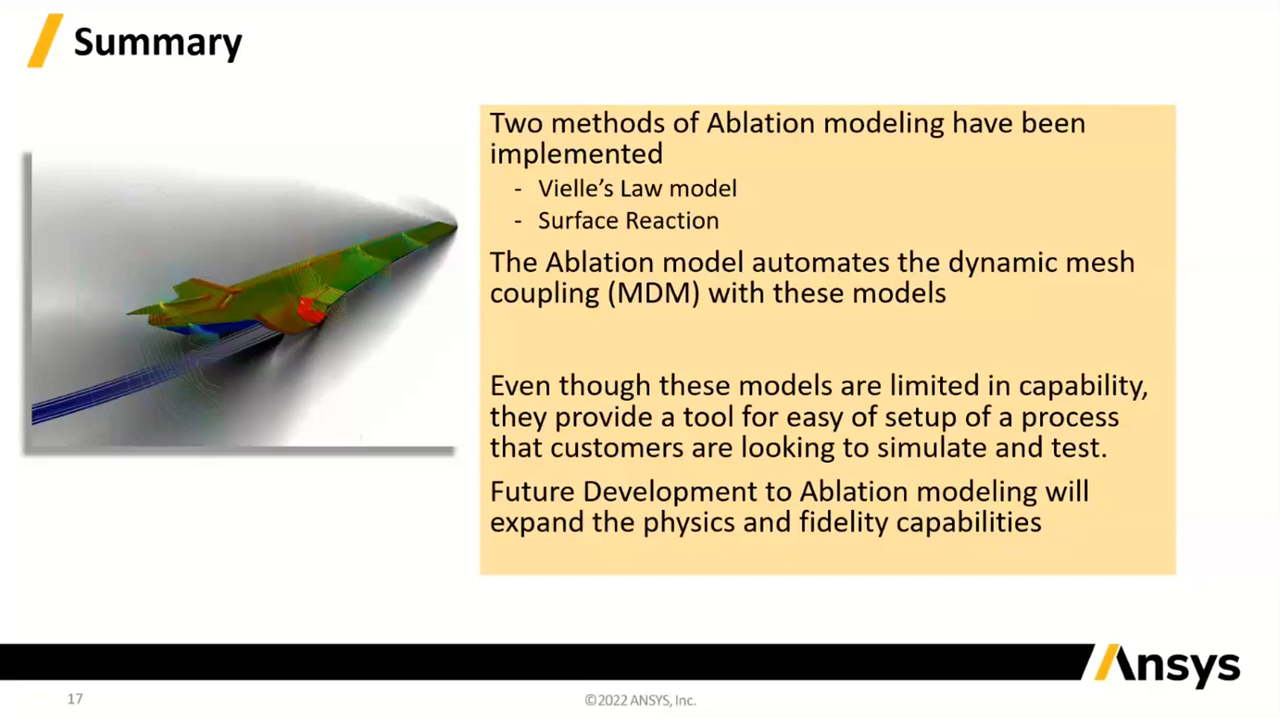 Summary
Two methods of Ablation modeling have been
implemented
- Vielle's Law model
- Surface Reaction
The Ablation model automates the dynamic mesh
coupling (MDM) with these models
Even though these models are limited in capability,
they provide a tool for easy of setup of a process
that customers are looking to simulate and test.
Future Development to Ablation modeling will
expand the physics and fidelity capabilities
Ansys
17
©2022 ANSYS, Inc.